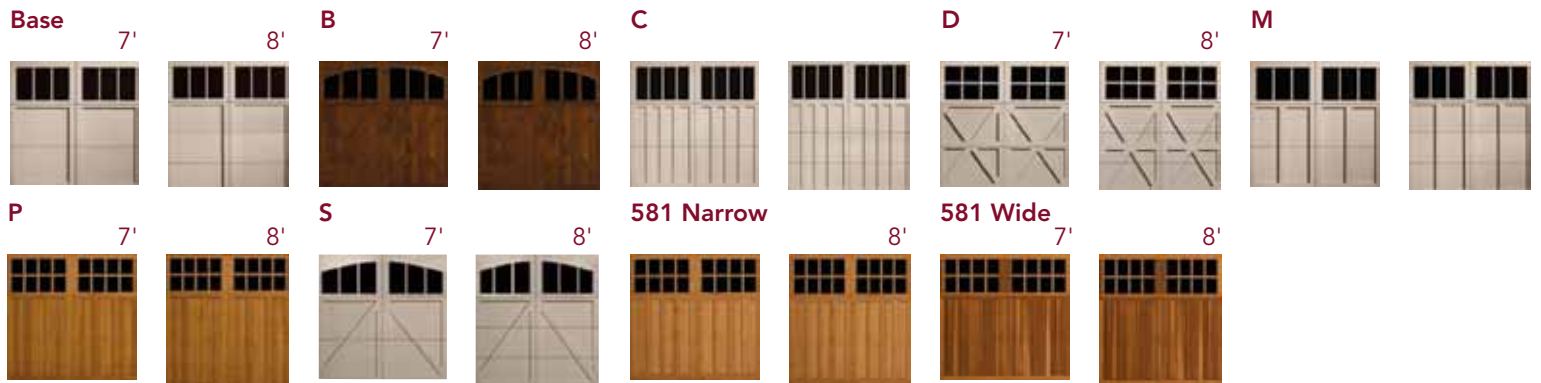 Base B C D M
7' 8' 7' 8' 7' 8'
P S 581 Narrow 581 Wide
7' 8' 7' 8' 8' 7' 8'